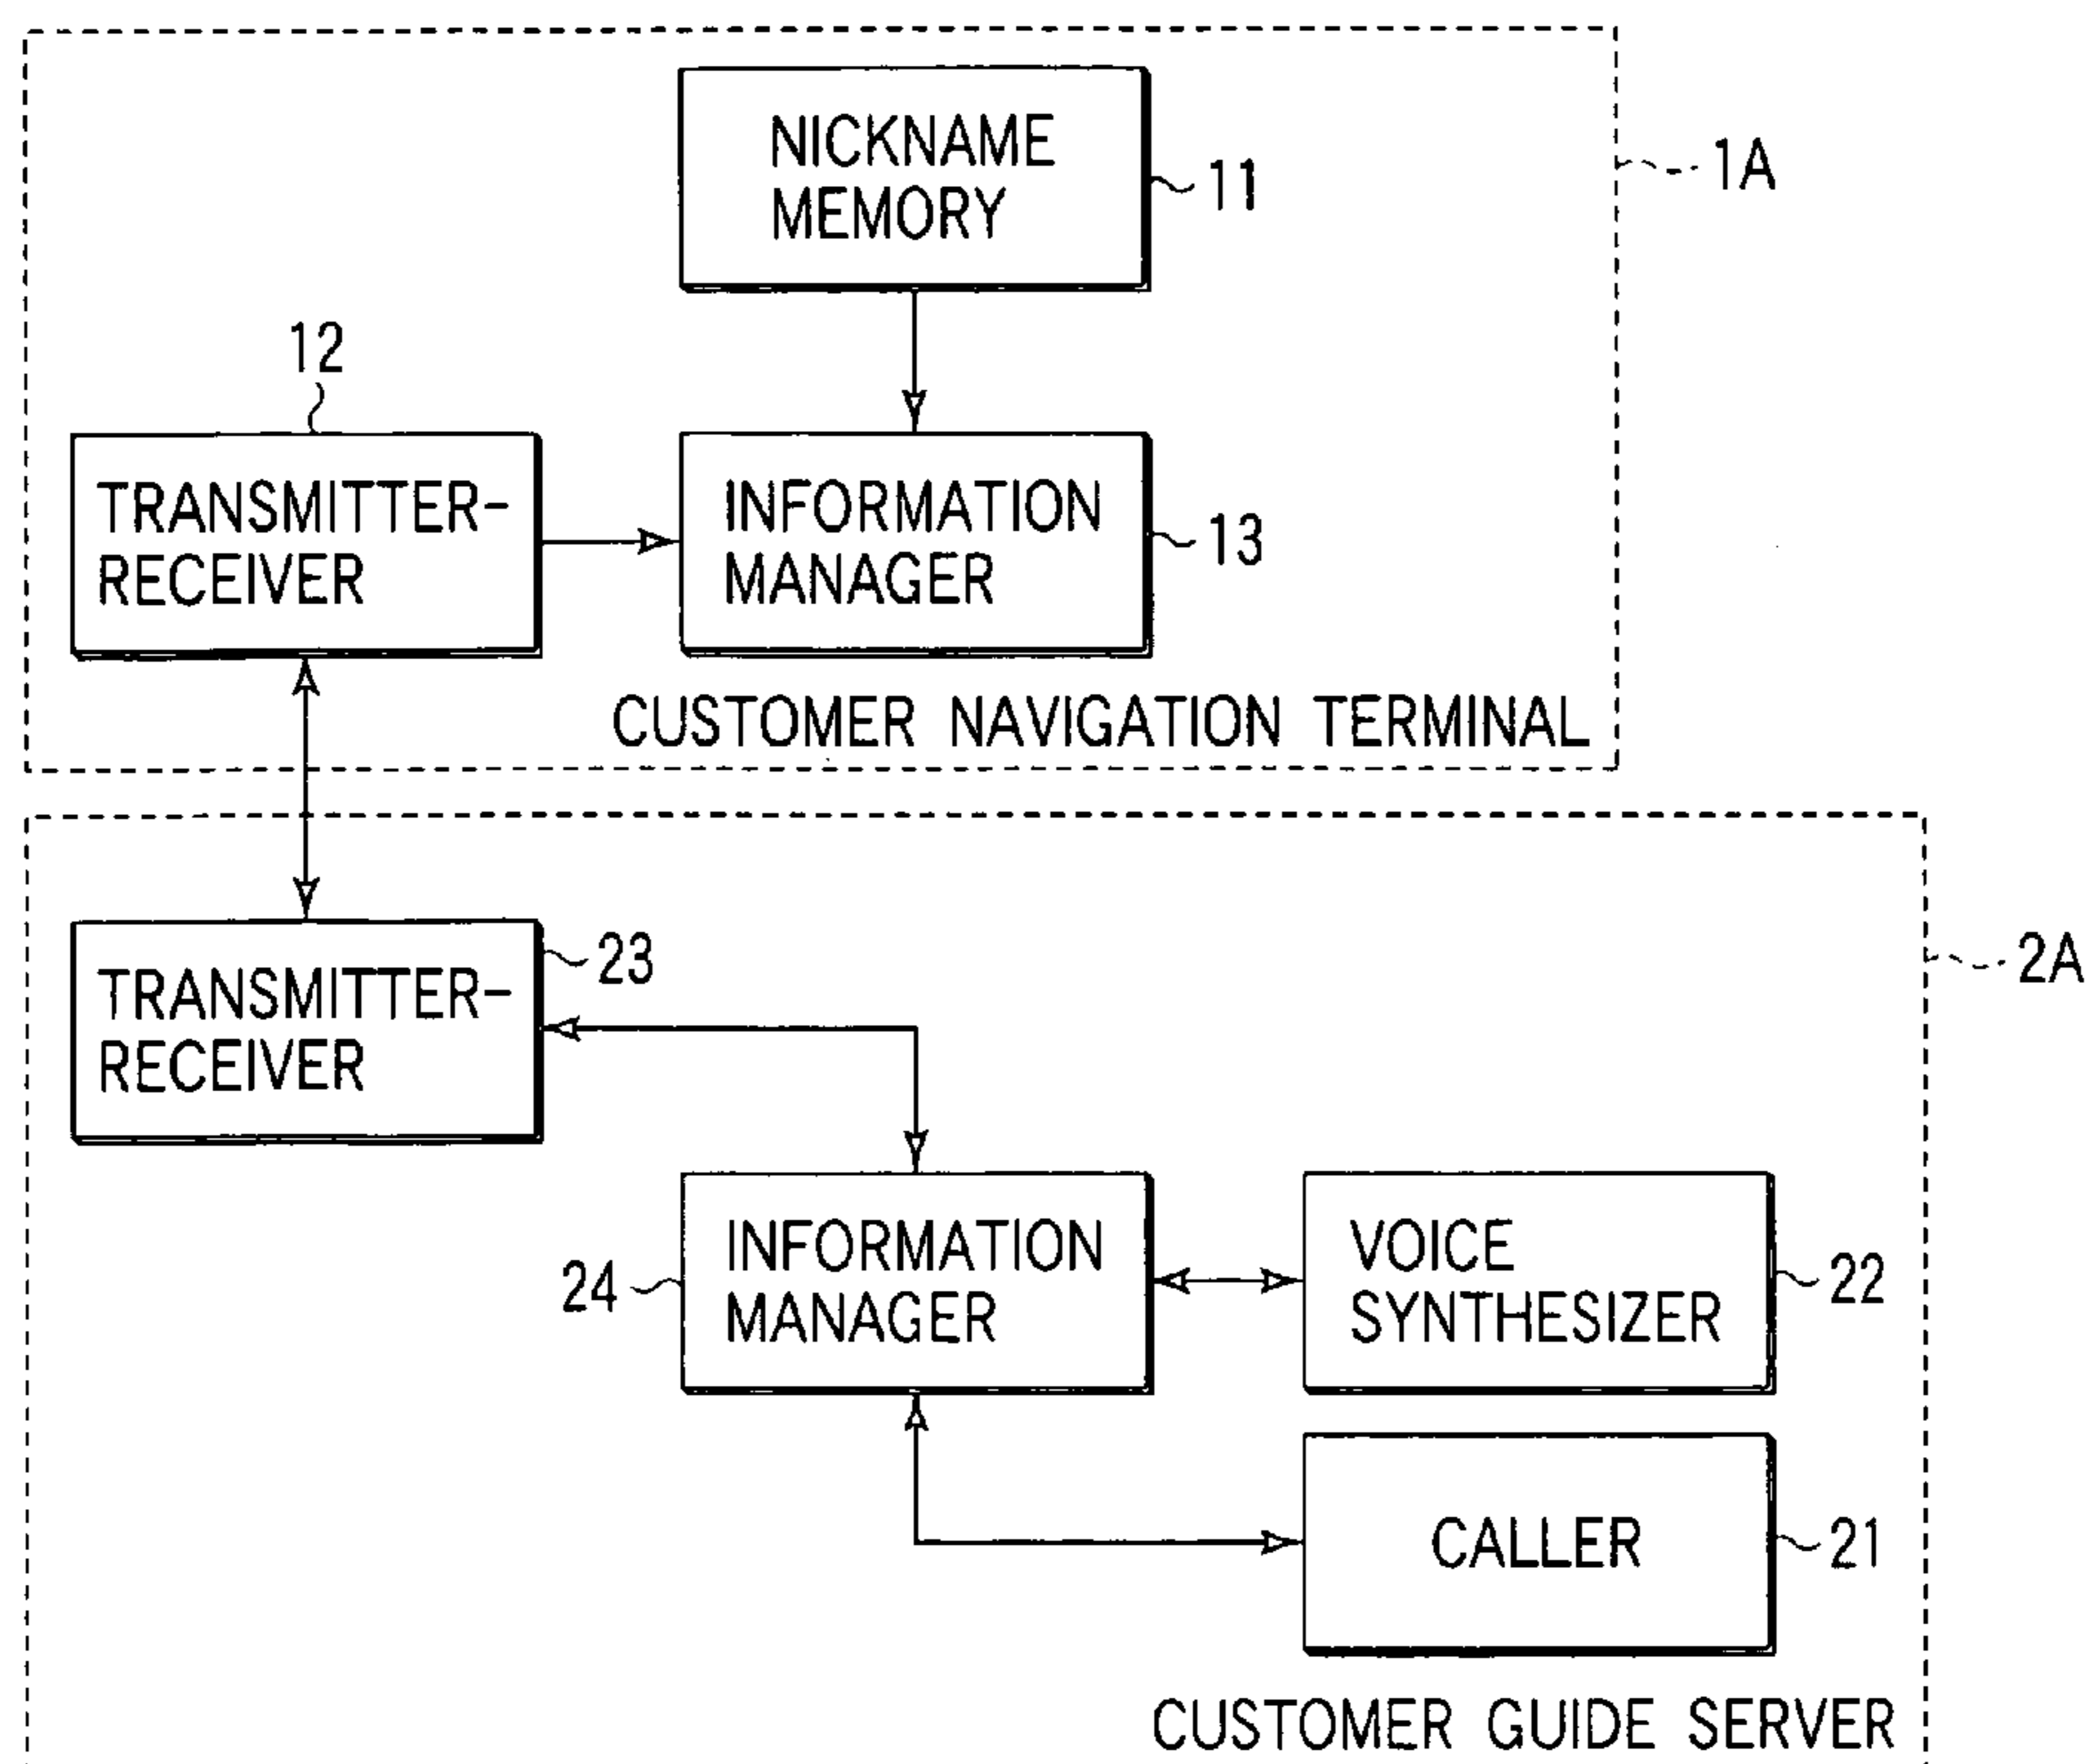 NICKNAME
MEMORY
11
1A
12
TRANSMITTER-
RECEIVER
INFORMATION
MANAGER
13
CUSTOMER NAVIGATION TERMINAL
TRANSMITTER-
RECEIVER
23
2A
24
INFORMATION
MANAGER
VOICE
SYNTHESIZER
22
CALLER
21
CUSTOMER GUIDE SERVER